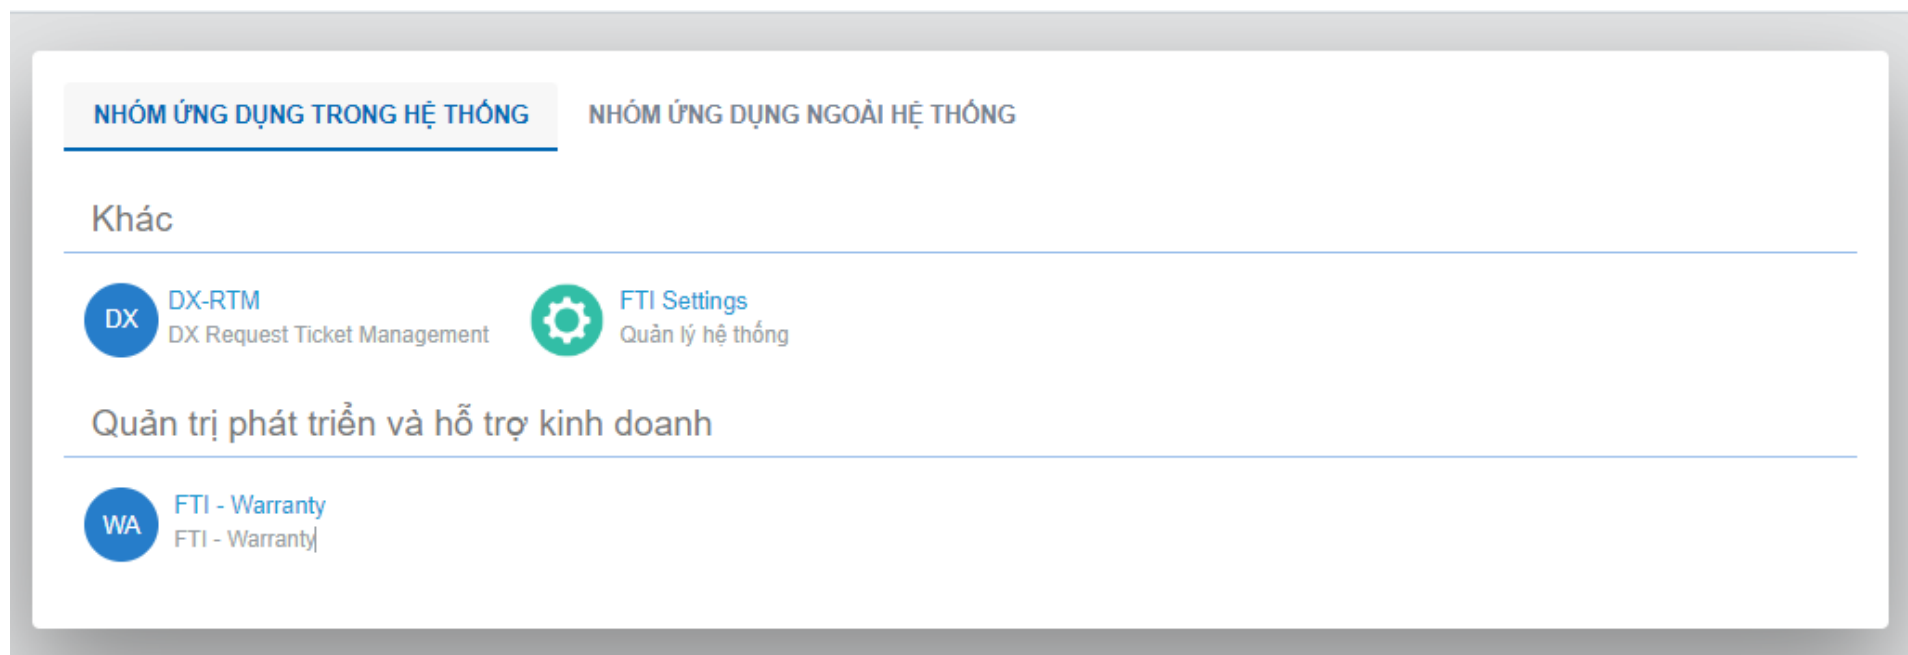 NHÓM ỨNG DỤNG TRONG HỆ THỐNG NHÓM ỨNG DỤNG NGOÀI HỆ THỐNG
Khác
DX DX-RTM
DX Request Ticket Management
FTI Settings
Quản lý hệ thống
Quản trị phát triển và hỗ trợ kinh doanh
WA FTI - Warranty
FTI - Warranty